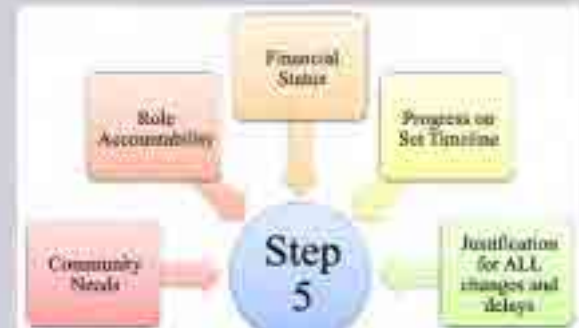 Financial
Status
Role
Accountability
Progress on
Set Timeline
Community
Needs
Step
5
Justification
for ALL
changes and
delays